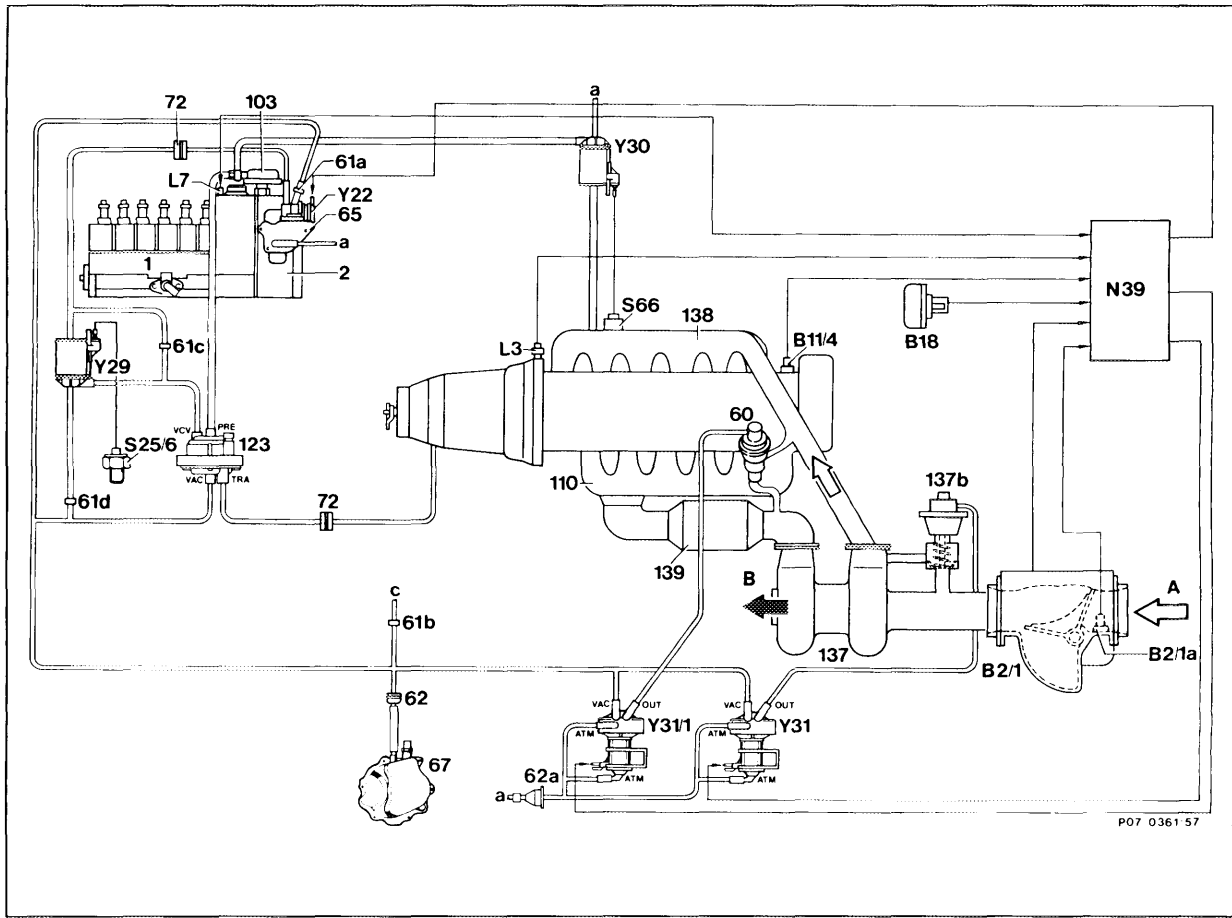 a
72
103
Y30
61a
L7
Y22
65
a
1
2
N39
S66
138
B11/4
B18
61c
L3
Y29
60
VCV
PRE
S25/6
123
VAC
TRA
110
137b
61d
72
139
B
A
c
61b
137
B2/1
B2/1a
62
VAC
OUT
VAC
OUT
Y31/1
Y31
ATM
ATM
67
62a
ATM
ATM
a
P07 0361 57